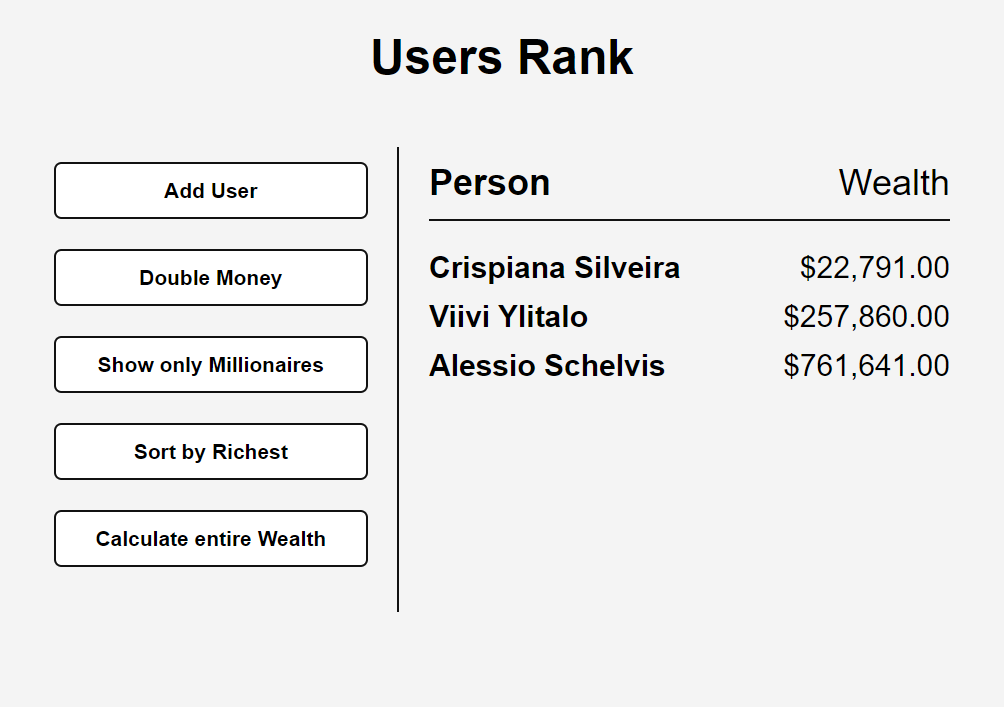 Users Rank
Add User
Double Money
Show only Millionaires
Sort by Richest
Calculate entire Wealth
Person Wealth
Crispiana Silveira $22,791.00
Viivi Ylitalo $257,860.00
Alessio Schelvis $761,641.00